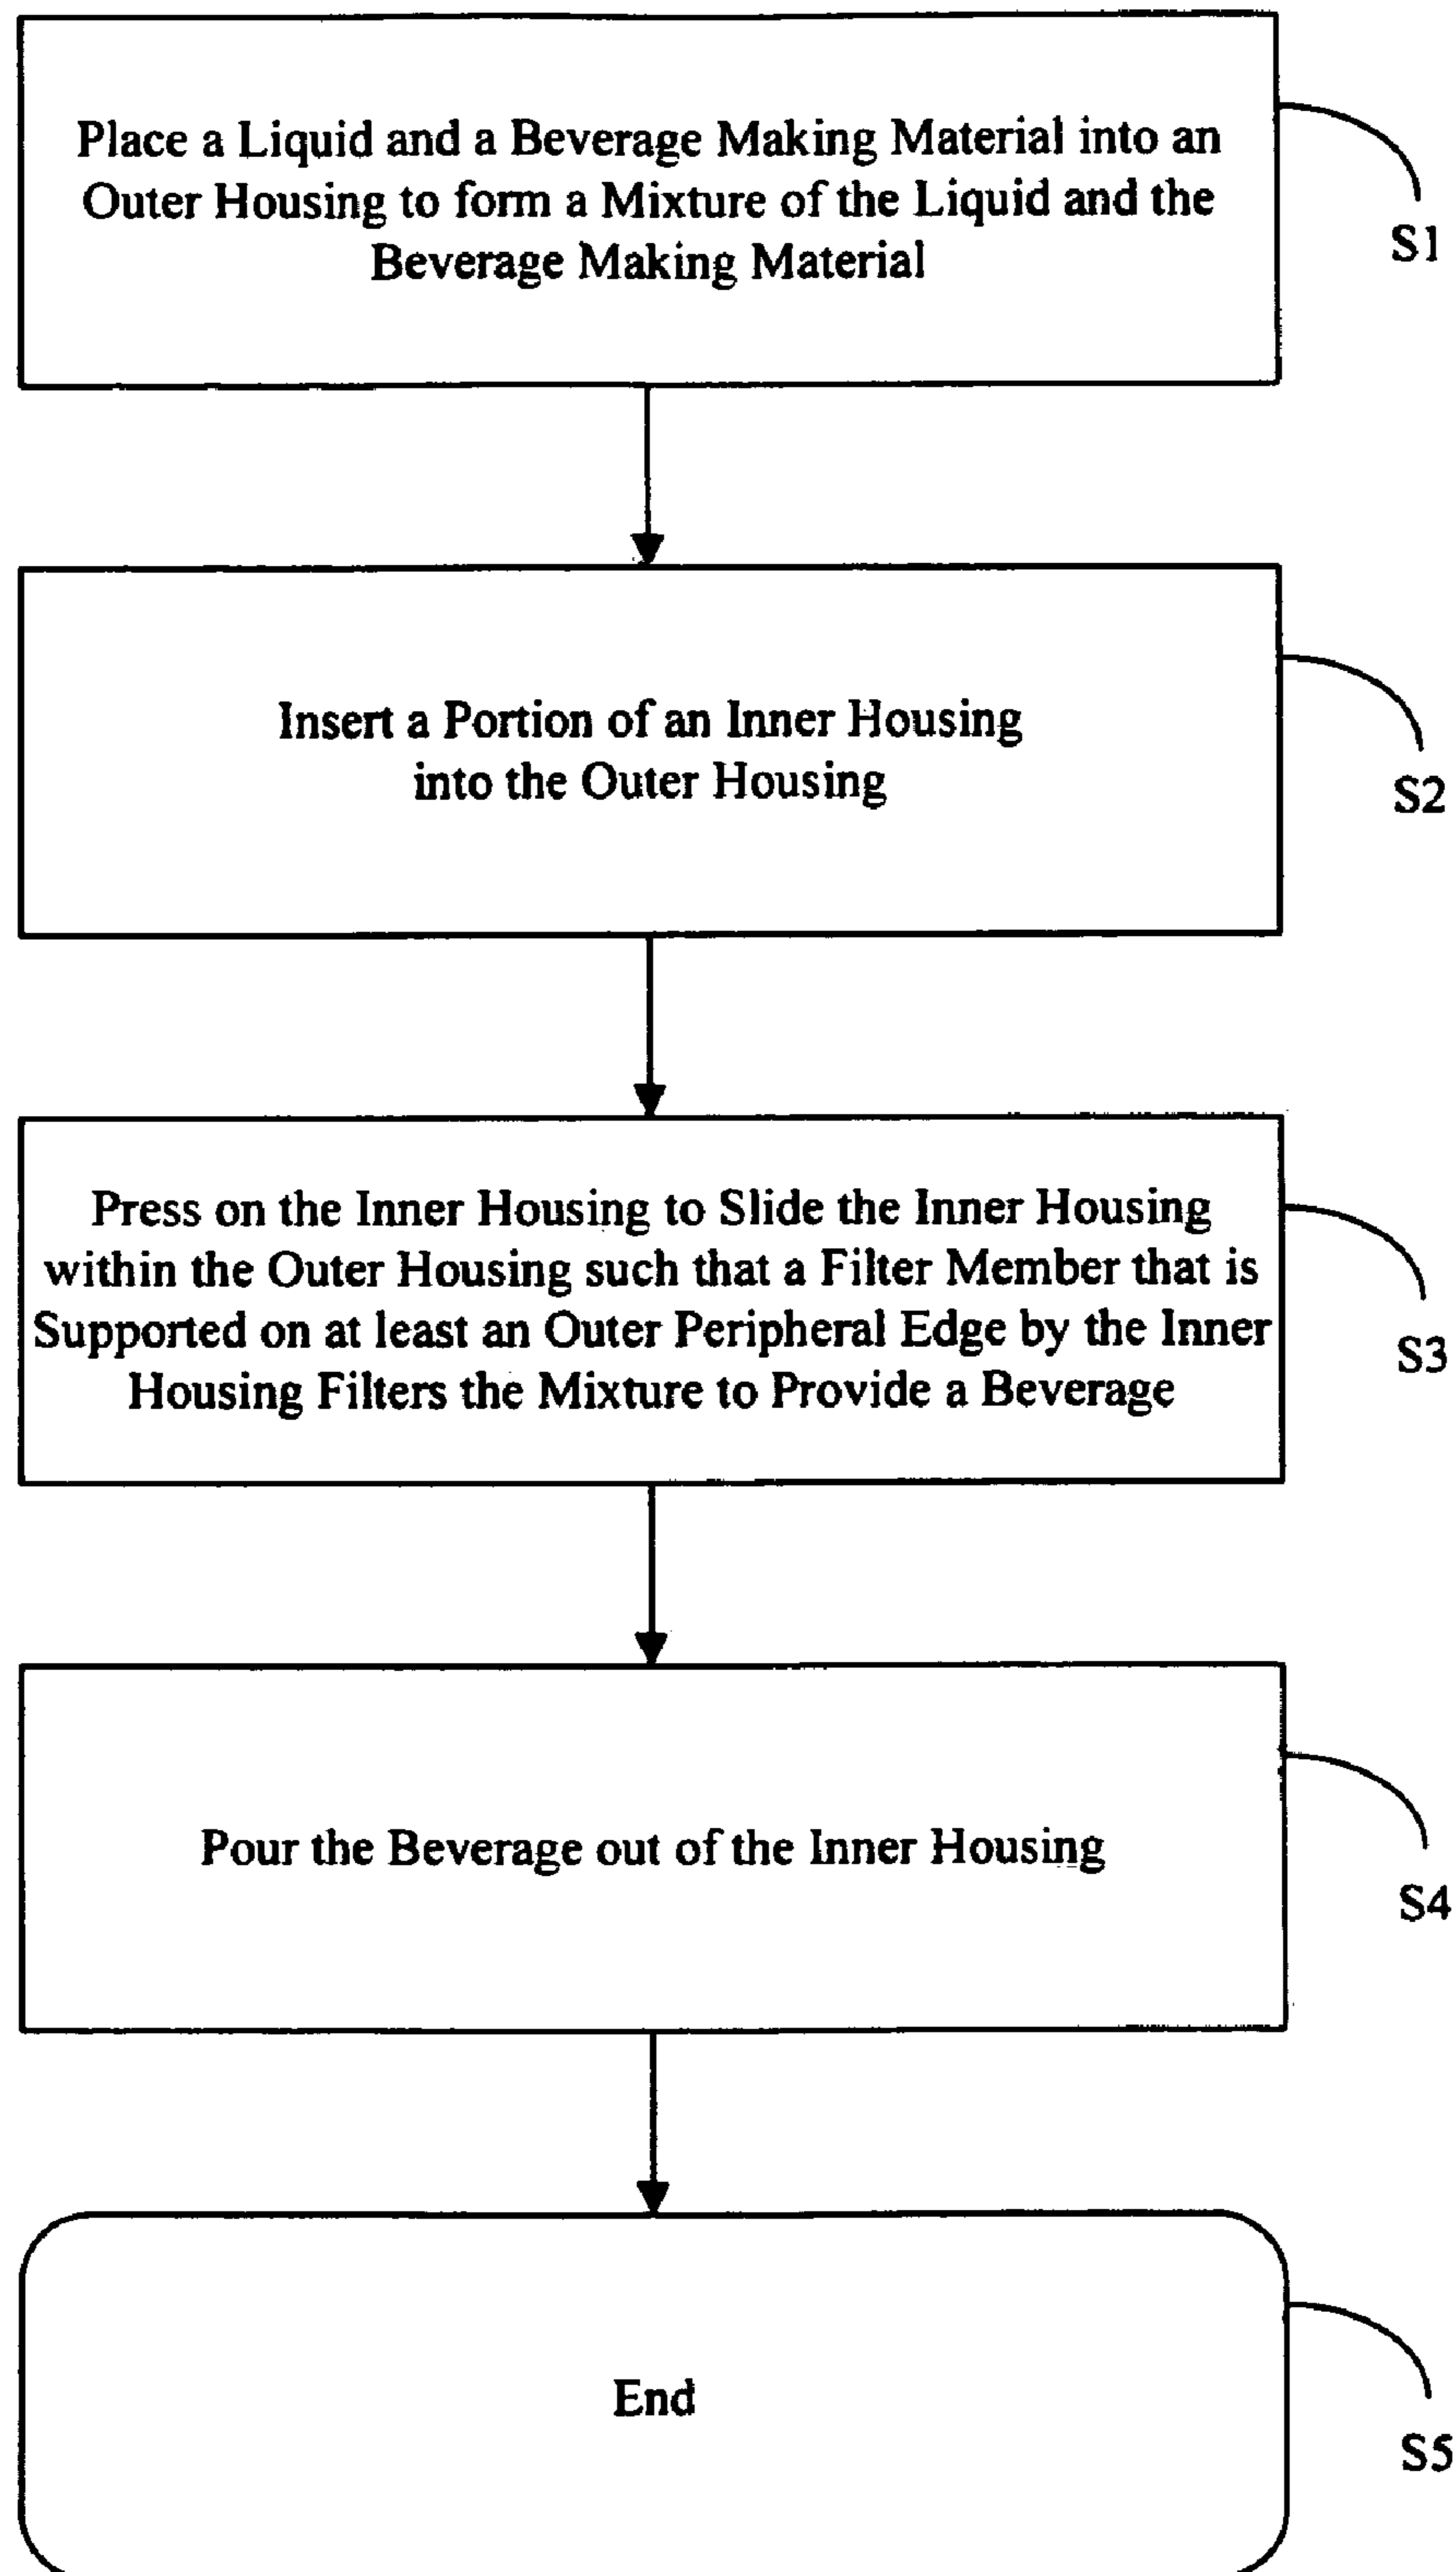 Place a Liquid and a Beverage Making Material into an
Outer Housing to form a Mixture of the Liquid and the
Beverage Making Material
S1
Insert a Portion of an Inner Housing
into the Outer Housing
S2
Press on the Inner Housing to Slide the Inner Housing
within the Outer Housing such that a Filter Member that is
Supported on at least an Outer Peripheral Edge by the Inner
Housing Filters the Mixture to Provide a Beverage
S3
Pour the Beverage out of the Inner Housing
S4
End
S5